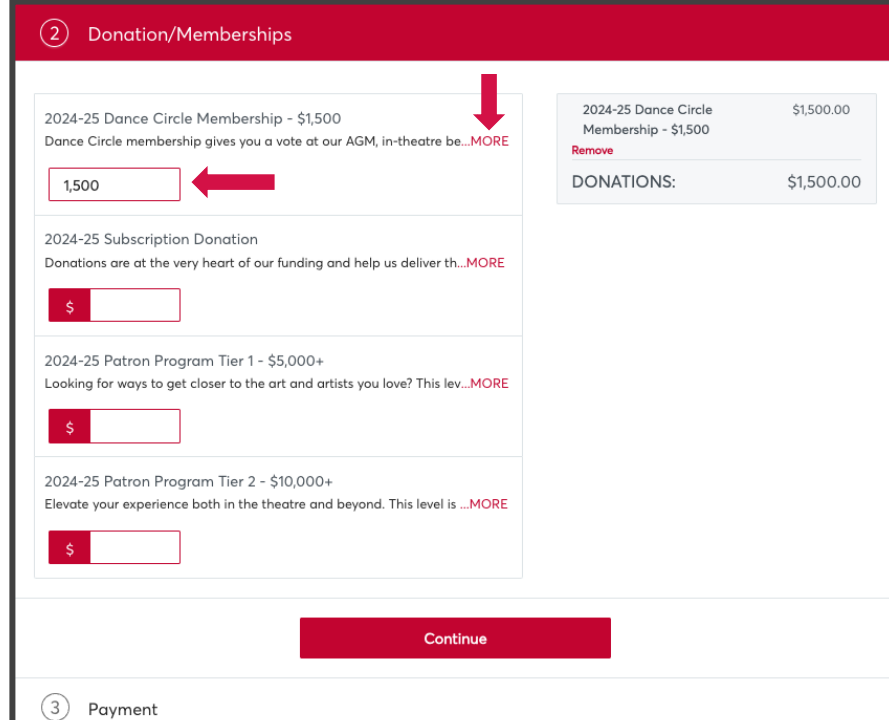 2 Donation/Memberships
2024-25 Dance Circle Membership - $1,500
Dance Circle membership gives you a vote at our AGM, in-theatre be...MORE
1,500
2024-25 Subscription Donation
Donations are at the very heart of our funding and help us deliver th...MORE
$
2024-25 Patron Program Tier 1 - $5,000+
Looking for ways to get closer to the art and artists you love? This lev...MORE
$
2024-25 Patron Program Tier 2 - $10,000+
Elevate your experience both in the theatre and beyond. This level is ...MORE
$
2024-25 Dance Circle $1,500.00
Membership - $1,500
Remove
DONATIONS: $1,500.00
Continue
3 Payment